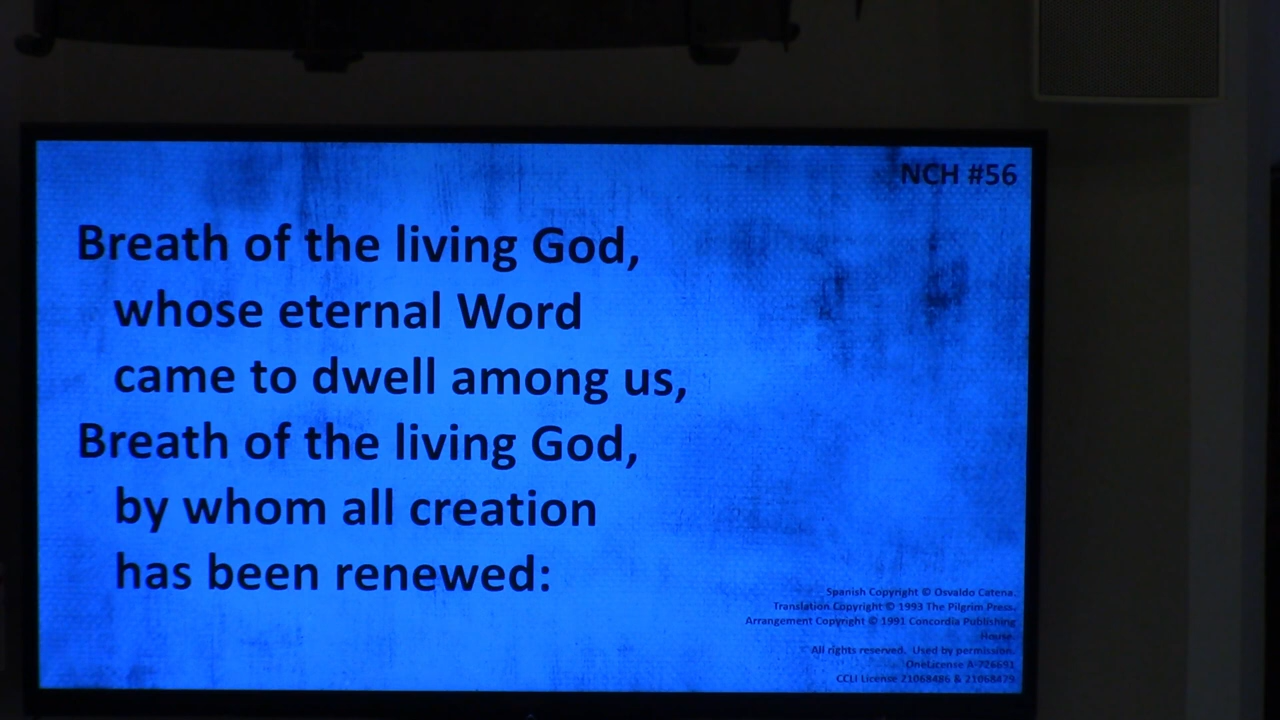 NCH #56
Breath of the living God,
whose eternal Word
came to dwell among us,
Breath of the living God,
by whom all creation
has been renewed:
Spanish Copyright © Osvaldo Catena.
Translation Copyright © 1993 The Pilgrim Press.
Arrangement Copyright © 1991 Concordia Publishing
House.
All rights reserved. Used by permission.
OneLicense A-726691
CCLI License 21068486 & 21068479